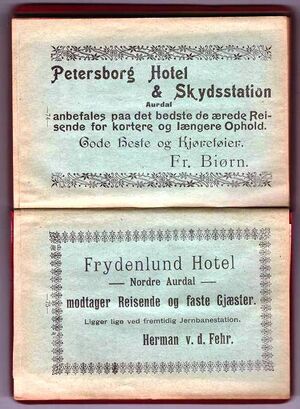 Petersborg Hotel
& Skydsstation
Aurdal
anbefales paa det bedste de ærede Rei-
sende for kortere og længere Ophold.
Gode Heste og Kjøretøier.
Fr. Biørn.
Frydenlund Hotel
— Nordre Aurdal —
modtager Reisende og faste Gjæster.
Ligger lige ved fremtidig Jernbanestation.
Herman v. d. Fehr.